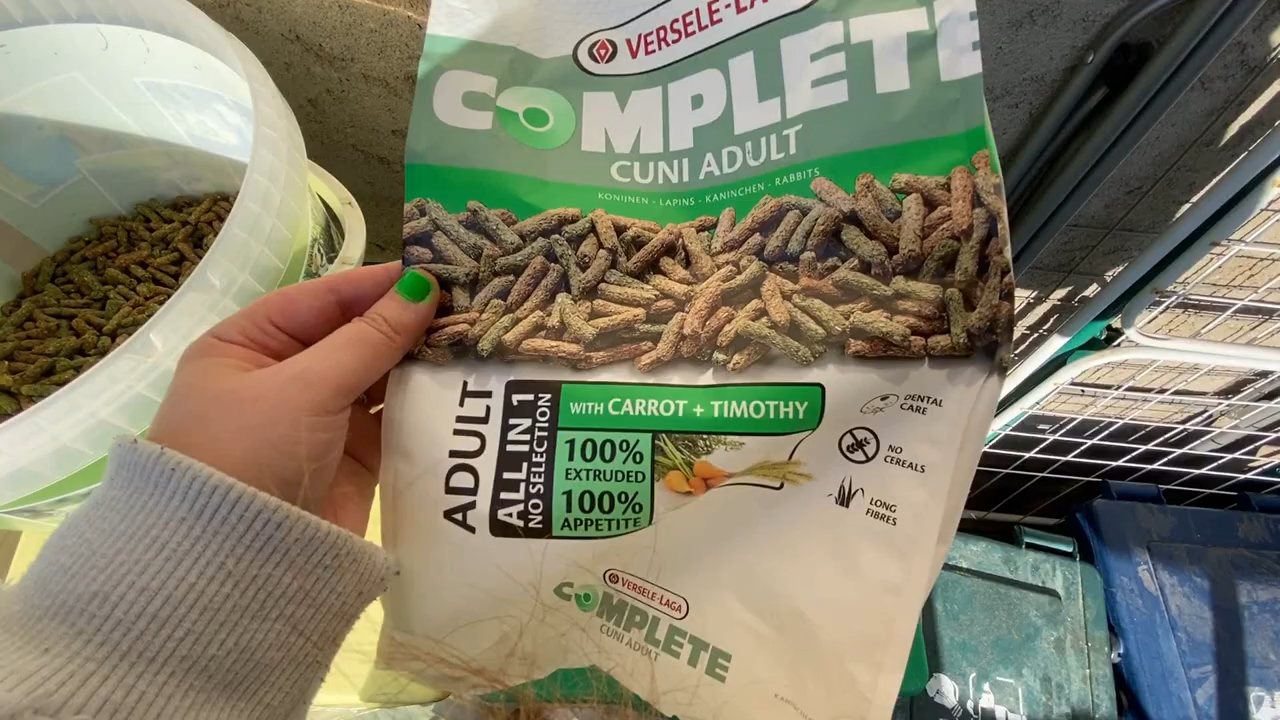 VERSELE-LA
COMPLETE
CUNI ADULT
KONIJNEN - LAPINS - KANINCHEN - RABBITS
ADULT
ALL IN 1
NO SELECTION
WITH CARROT + TIMOTHY
100%
EXTRUDED
100%
APPETITE
DENTAL
CARE
NO
CEREALS
LONG
FIBRES
VERSELE-LAGA
COMPLETE
CUNI ADULT